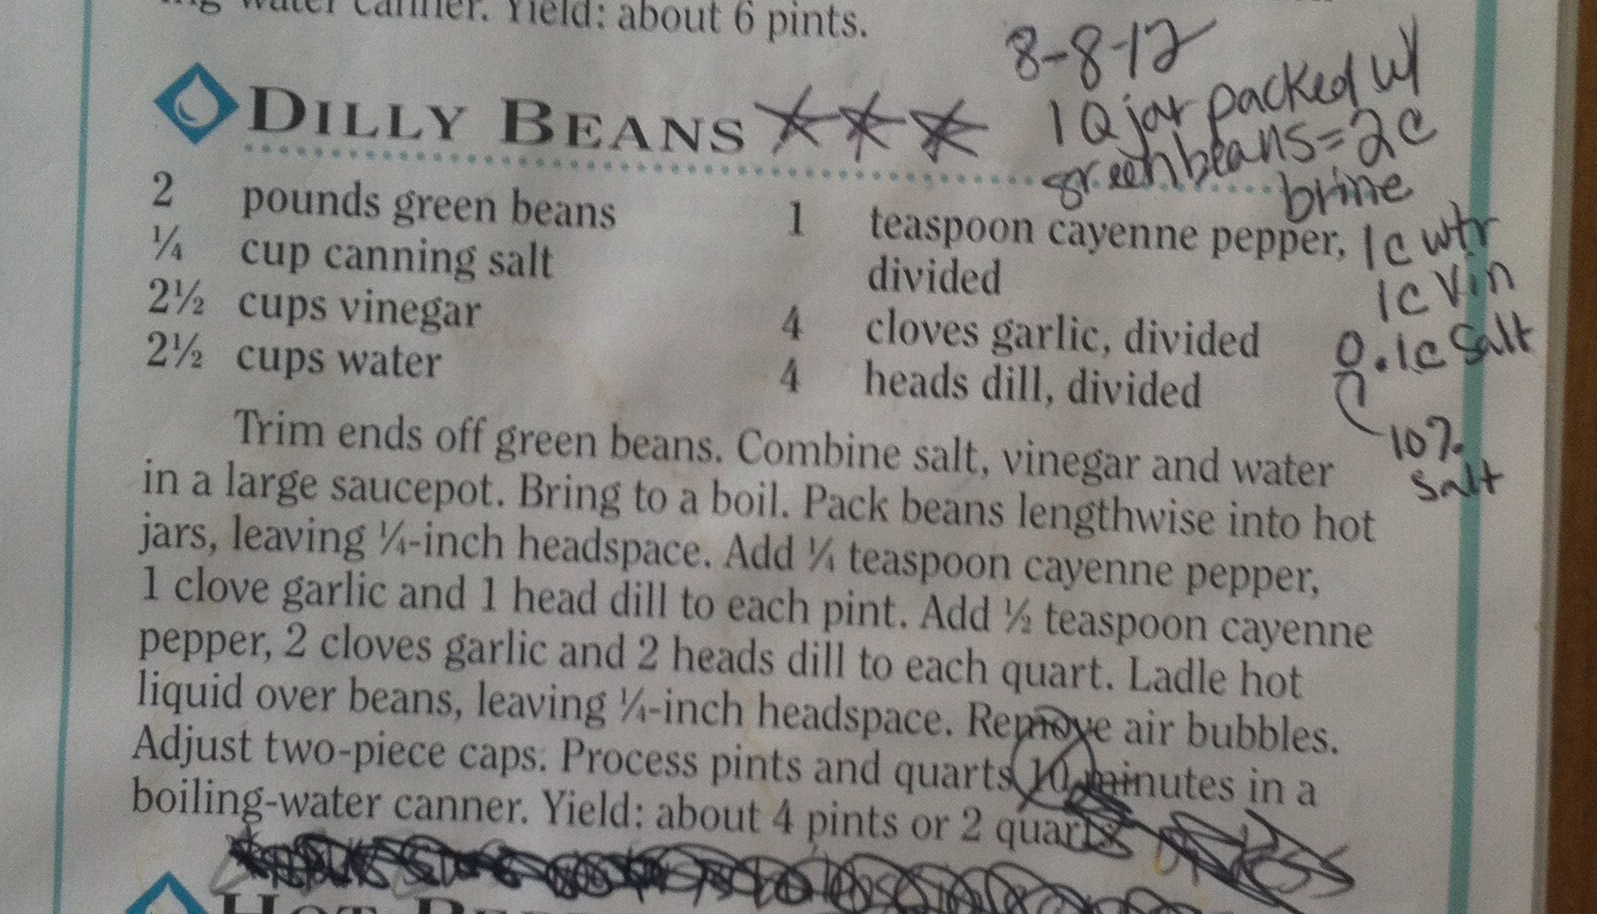 ing water canner. Yield: about 6 pints.
8-8-12
DILLY BEANS
1 Q jar packed w/
green beans = 2c
brine
1c wtr
1c Vin
0.1c Salt
10%
salt
2 pounds green beans
¼ cup canning salt
2½ cups vinegar
2½ cups water
1 teaspoon cayenne pepper,
divided
4 cloves garlic, divided
4 heads dill, divided
Trim ends off green beans. Combine salt, vinegar and water
in a large saucepot. Bring to a boil. Pack beans lengthwise into hot
jars, leaving ¼-inch headspace. Add ¼ teaspoon cayenne pepper,
1 clove garlic and 1 head dill to each pint. Add ½ teaspoon cayenne
pepper, 2 cloves garlic and 2 heads dill to each quart. Ladle hot
liquid over beans, leaving ¼-inch headspace. Remove air bubbles.
Adjust two-piece caps. Process pints and quarts 10 minutes in a
boiling-water canner. Yield: about 4 pints or 2 quarts